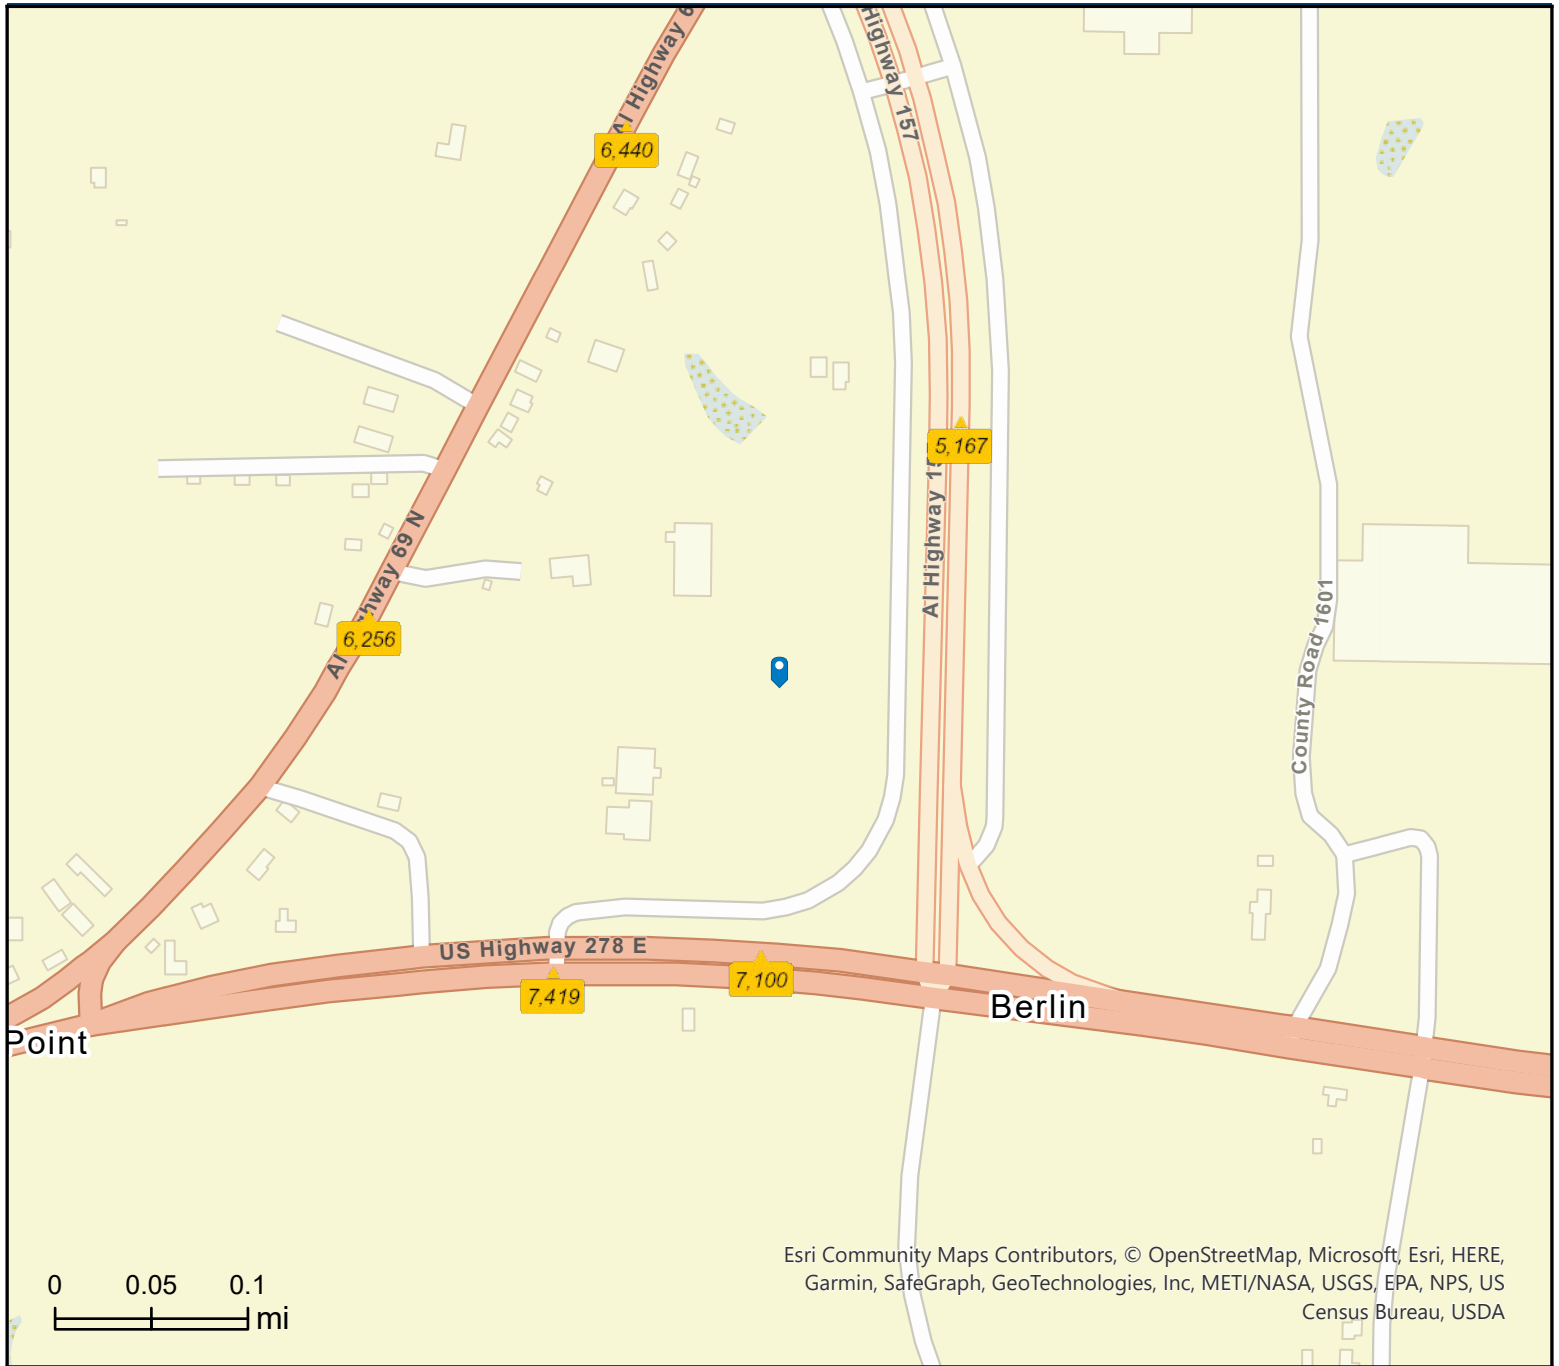 Al Highway 6
Highway 157
6,440
5,167
Al Highway 15
Al Highway 69 N
6,256
County Road 1601
US Highway 278 E
7,100
7,419
Berlin
Point
Esri Community Maps Contributors, © OpenStreetMap, Microsoft, Esri, HERE,
Garmin, SafeGraph, GeoTechnologies, Inc, METI/NASA, USGS, EPA, NPS, US
Census Bureau, USDA
0 0.05 0.1
mi